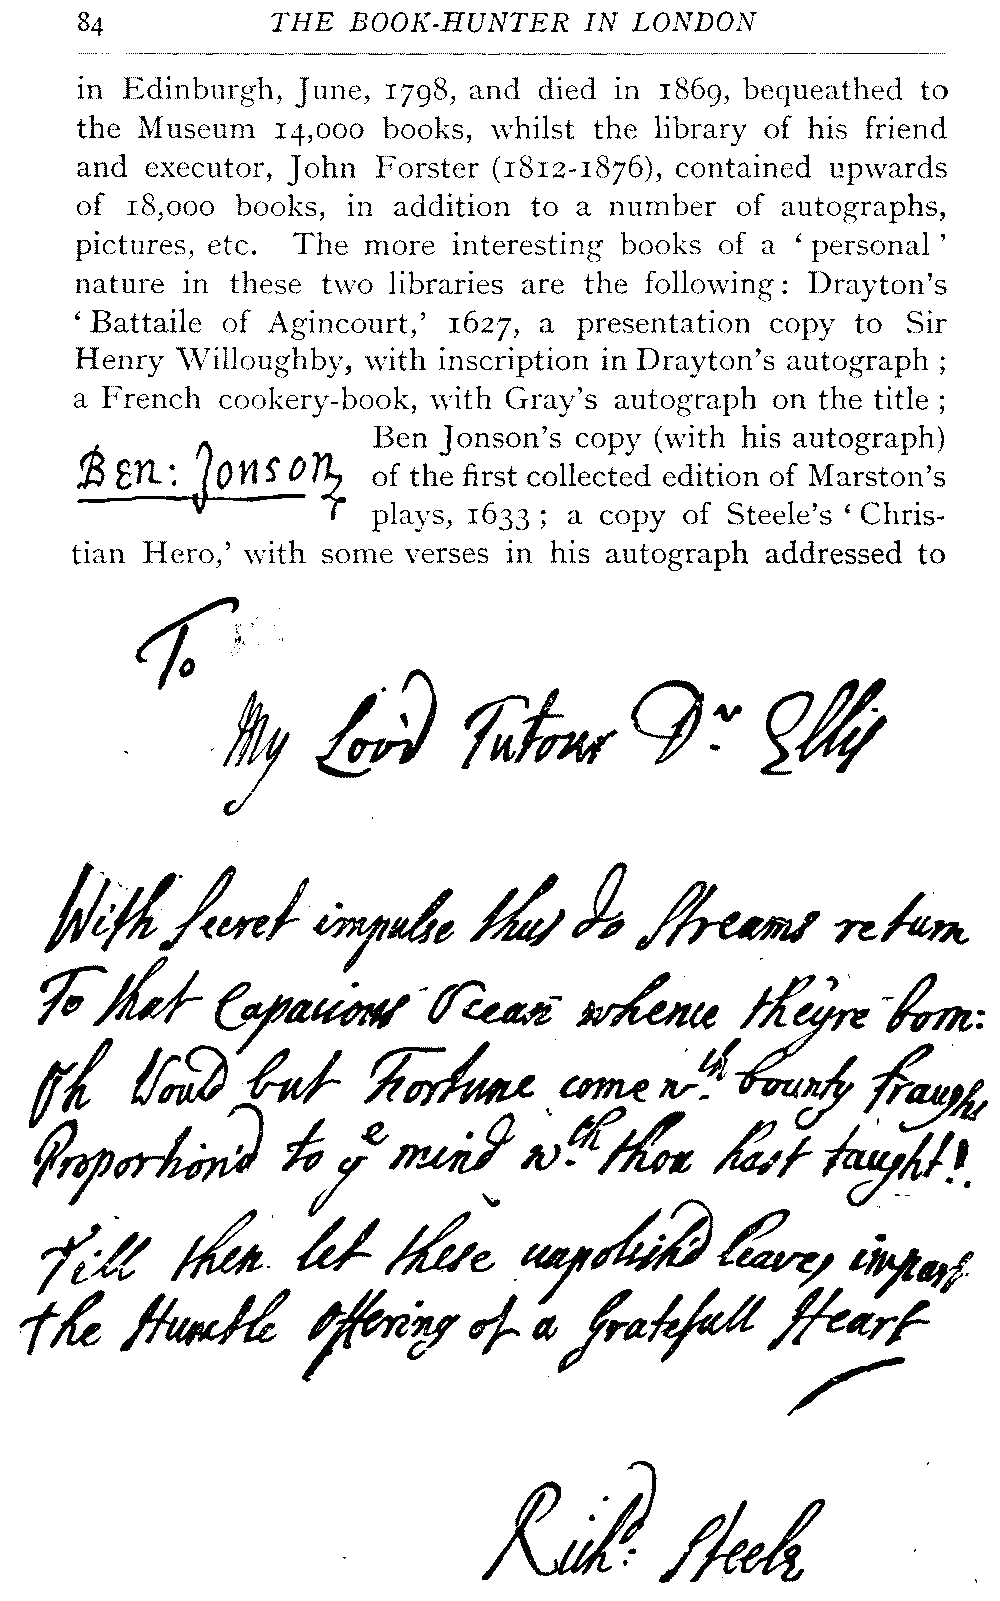 84 THE BOOK-HUNTER IN LONDON
in Edinburgh, June, 1798, and died in 1869, bequeathed to
the Museum 14,000 books, whilst the library of his friend
and executor, John Forster (1812-1876), contained upwards
of 18,000 books, in addition to a number of autographs,
pictures, etc. The more interesting books of a ‘ personal ’
nature in these two libraries are the following: Drayton’s
‘ Battaile of Agincourt,’ 1627, a presentation copy to Sir
Henry Willoughby, with inscription in Drayton’s autograph ;
a French cookery-book, with Gray’s autograph on the title ;
Ben Jonson’s copy (with his autograph)
of the first collected edition of Marston’s
plays, 1633 ; a copy of Steele’s ‘ Chris-
Ben: Jonson
tian Hero,’ with some verses in his autograph addressed to
To
My Lov'd Tutour Dr. Ellis
With Secret impulse thus do Streams return
To that Capacious Ocean whence they're born:
Oh Woud but Fortune come wth. bounty fraught
Proportion'd to ye mind wth. thou hast taught!
Till then let these unpolish'd leaves impart
the Humble Offering of a Gratefull Heart
Richd: Steele